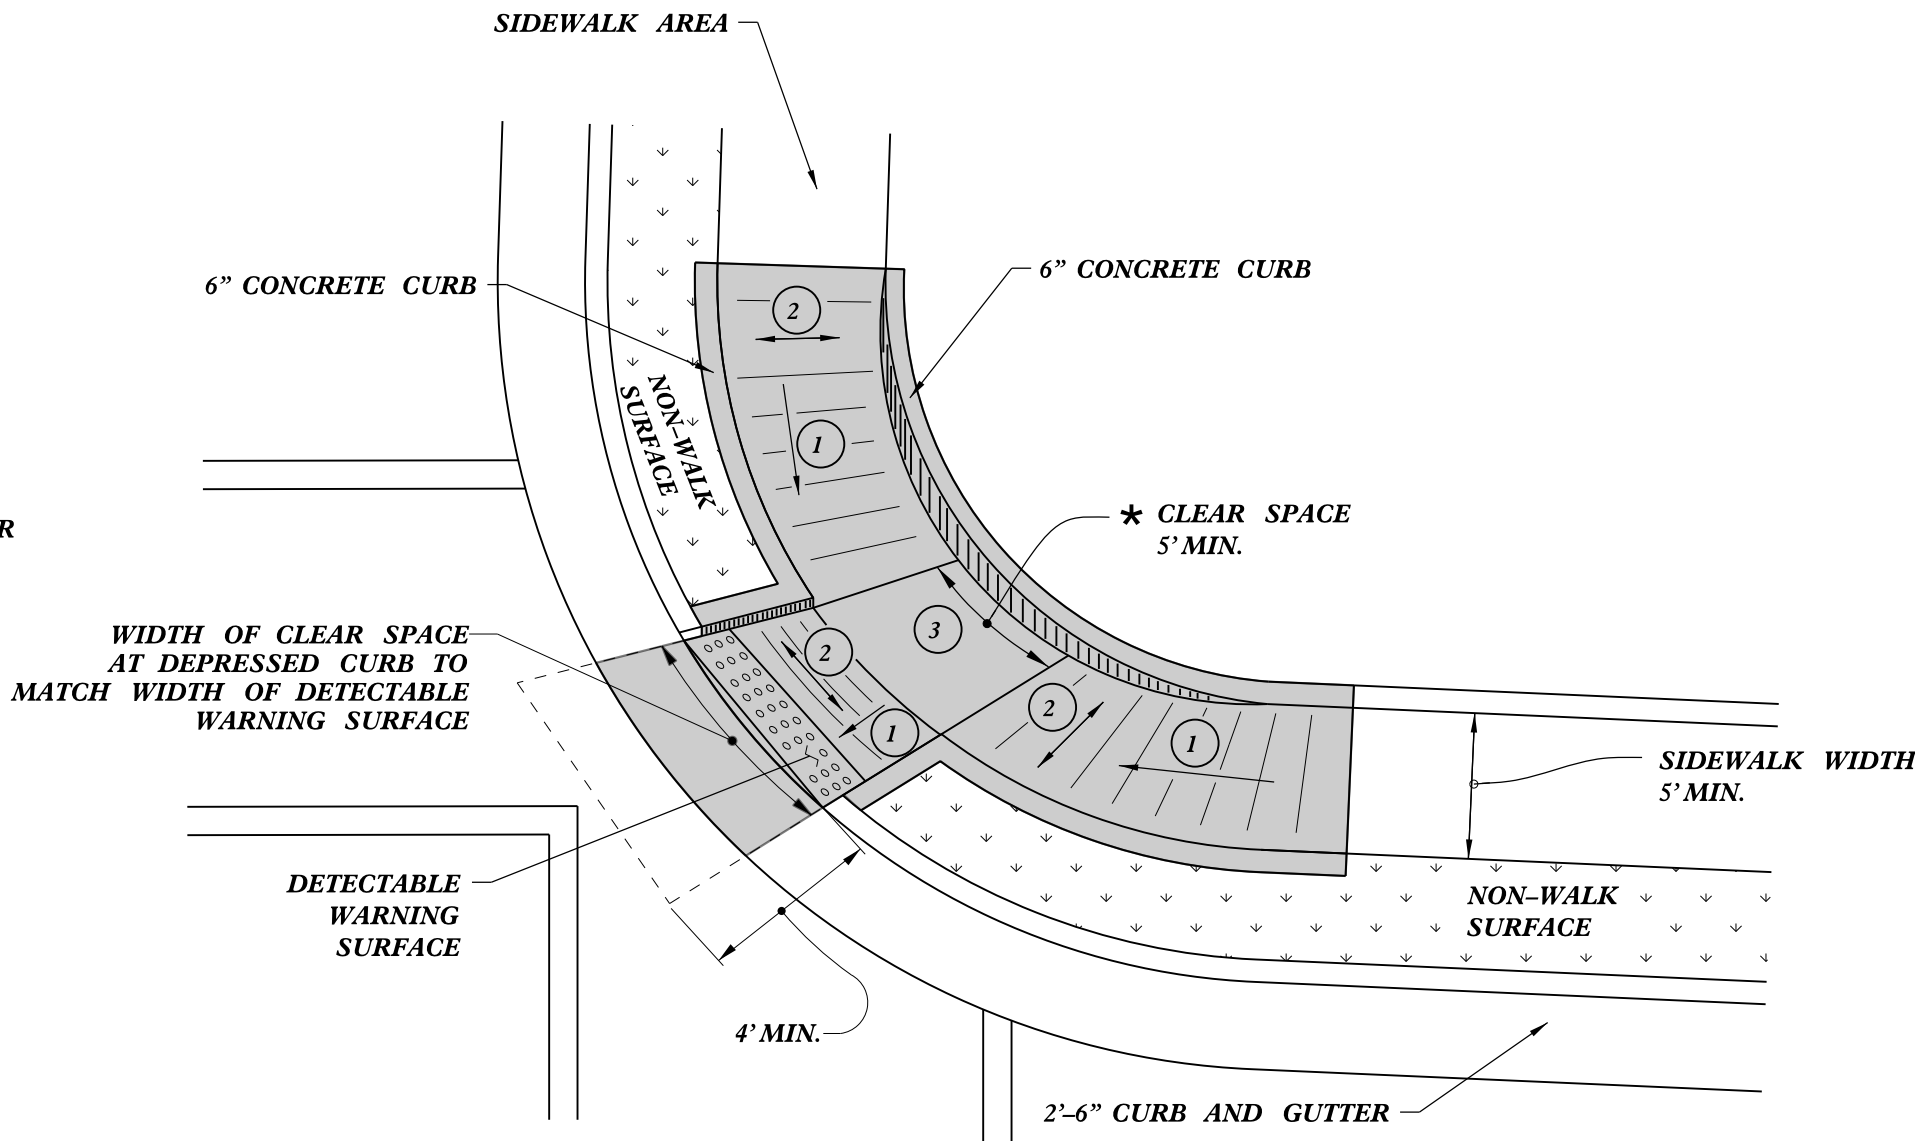 SIDEWALK AREA
6” CONCRETE CURB
6” CONCRETE CURB
2
NON–WALK
SURFACE
1
* CLEAR SPACE
5’ MIN.
R
WIDTH OF CLEAR SPACE
AT DEPRESSED CURB TO
MATCH WIDTH OF DETECTABLE
WARNING SURFACE
2
3
2
1
1
SIDEWALK WIDTH
5’ MIN.
DETECTABLE
WARNING
SURFACE
NON–WALK
SURFACE
4’ MIN.
2’–6” CURB AND GUTTER